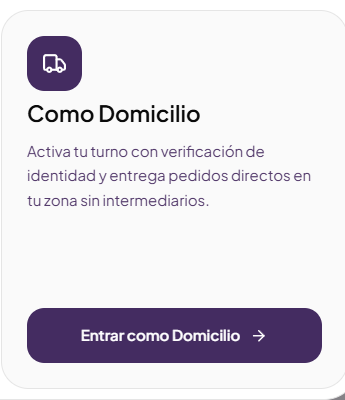 Como Domicilio
Activa tu turno con verificación de
identidad y entrega pedidos directos en
tu zona sin intermediarios.
Entrar como Domicilio →